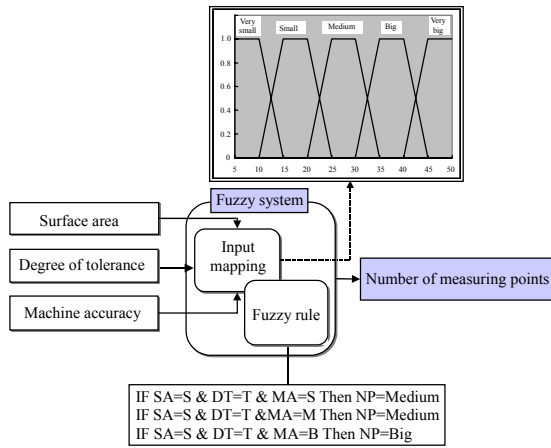 Very small
Small
Medium
Big
Very big
1.0
0.8
0.6
0.4
0.2
0
5 10 15 20 25 30 35 40 45 50
Fuzzy system
Surface area
Degree of tolerance
Machine accuracy
Input
mapping
Fuzzy rule
Number of measuring points
IF SA=S & DT=T & MA=S Then NP=Medium
IF SA=S & DT=T &MA=M Then NP=Medium
IF SA=S & DT=T & MA=B Then NP=Big